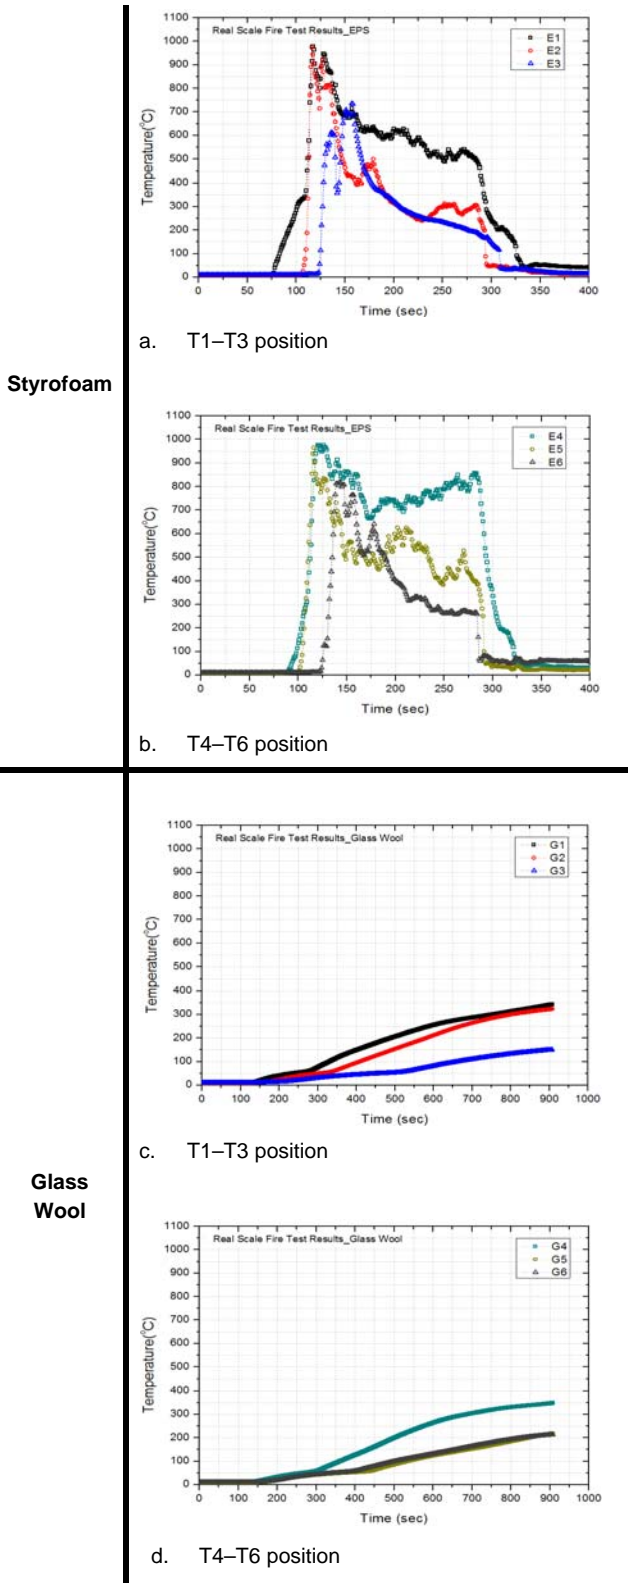 Styrofoam
Real Scale Fire Test Results_EPS
E1
E2
E3
1100
1000
900
800
700
600
500
400
300
200
100
0
Temperature(°C)
0 50 100 150 200 250 300 350 400
Time (sec)
a. T1–T3 position
Real Scale Fire Test Results_EPS
E4
E5
E6
1100
1000
900
800
700
600
500
400
300
200
100
0
Temperature(°C)
0 50 100 150 200 250 300 350 400
Time (sec)
b. T4–T6 position
Glass
Wool
Real Scale Fire Test Results_Glass Wool
G1
G2
G3
1100
1000
900
800
700
600
500
400
300
200
100
0
Temperature(°C)
0 100 200 300 400 500 600 700 800 900 1000
Time (sec)
c. T1–T3 position
Real Scale Fire Test Results_Glass Wool
G4
G5
G6
1100
1000
900
800
700
600
500
400
300
200
100
0
Temperature(°C)
0 100 200 300 400 500 600 700 800 900 1000
Time (sec)
d. T4–T6 position